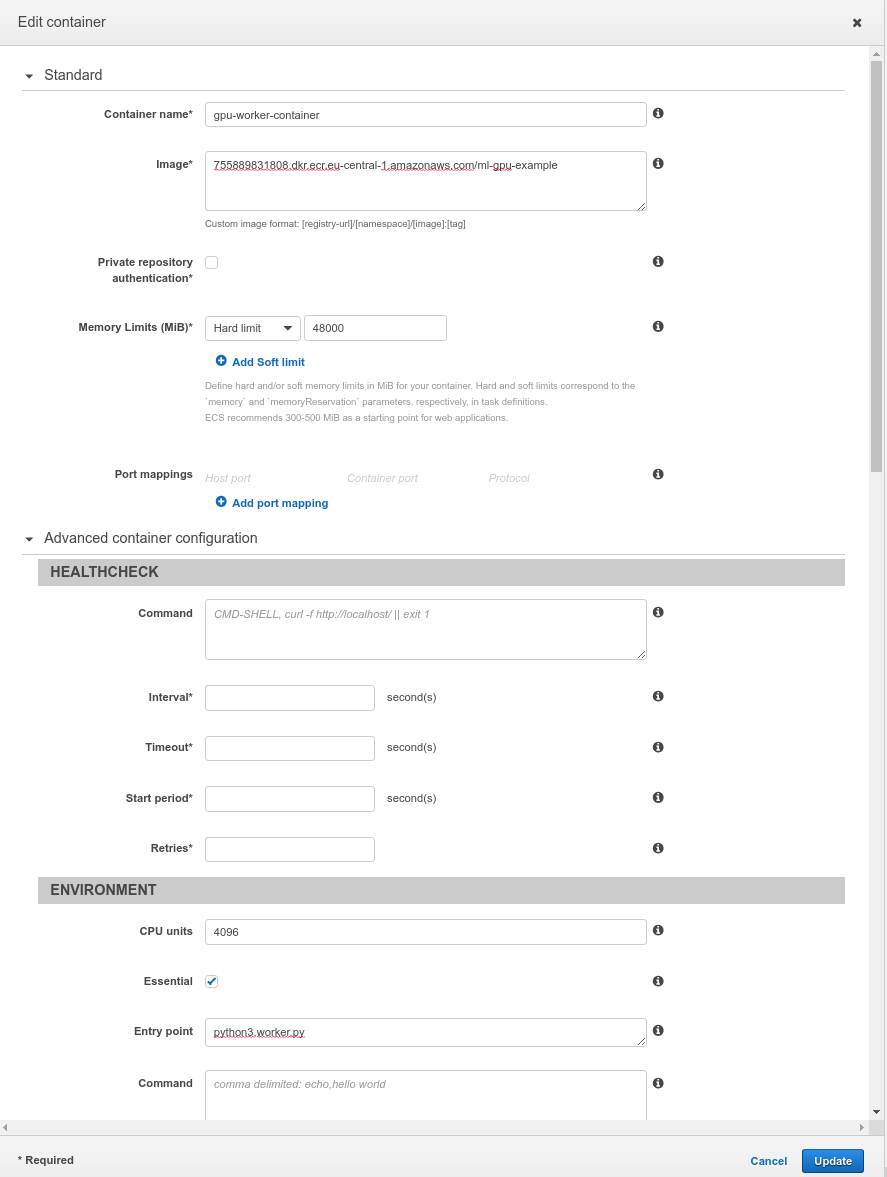 Edit container
Standard
Container name*
gpu-worker-container
Image*
755889831808.dkr.ecr.eu-central-1.amazonaws.com/ml-gpu-example
Custom image format: [registry-url]/[namespace]/[image]:[tag]
Private repository
authentication*
Memory Limits (MiB)*
Hard limit
48000
Add Soft limit
Define hard and/or soft memory limits in MiB for your container. Hard and soft limits correspond to the
`memory` and `memoryReservation` parameters, respectively, in task definitions.
ECS recommends 300-500 MiB as a starting point for web applications.
Port mappings
Host port
Container port
Protocol
Add port mapping
Advanced container configuration
HEALTHCHECK
Command
CMD-SHELL, curl -f http://localhost/ || exit 1
Interval*
second(s)
Timeout*
second(s)
Start period*
second(s)
Retries*
ENVIRONMENT
CPU units
4096
Essential
Entry point
python3,worker.py
Command
comma delimited: echo,hello world
* Required
Cancel
Update